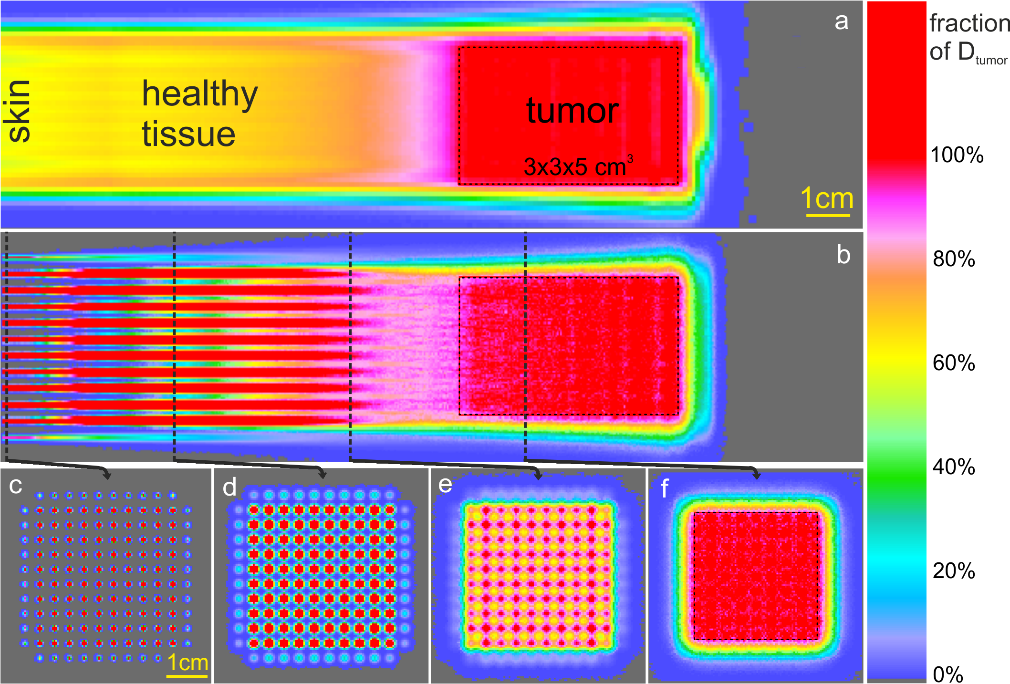 a
skin
healthy
tissue
tumor
3x3x5 cm³
1cm
b
c
1cm
d
e
f
fraction
of D_tumor
100%
80%
60%
40%
20%
0%